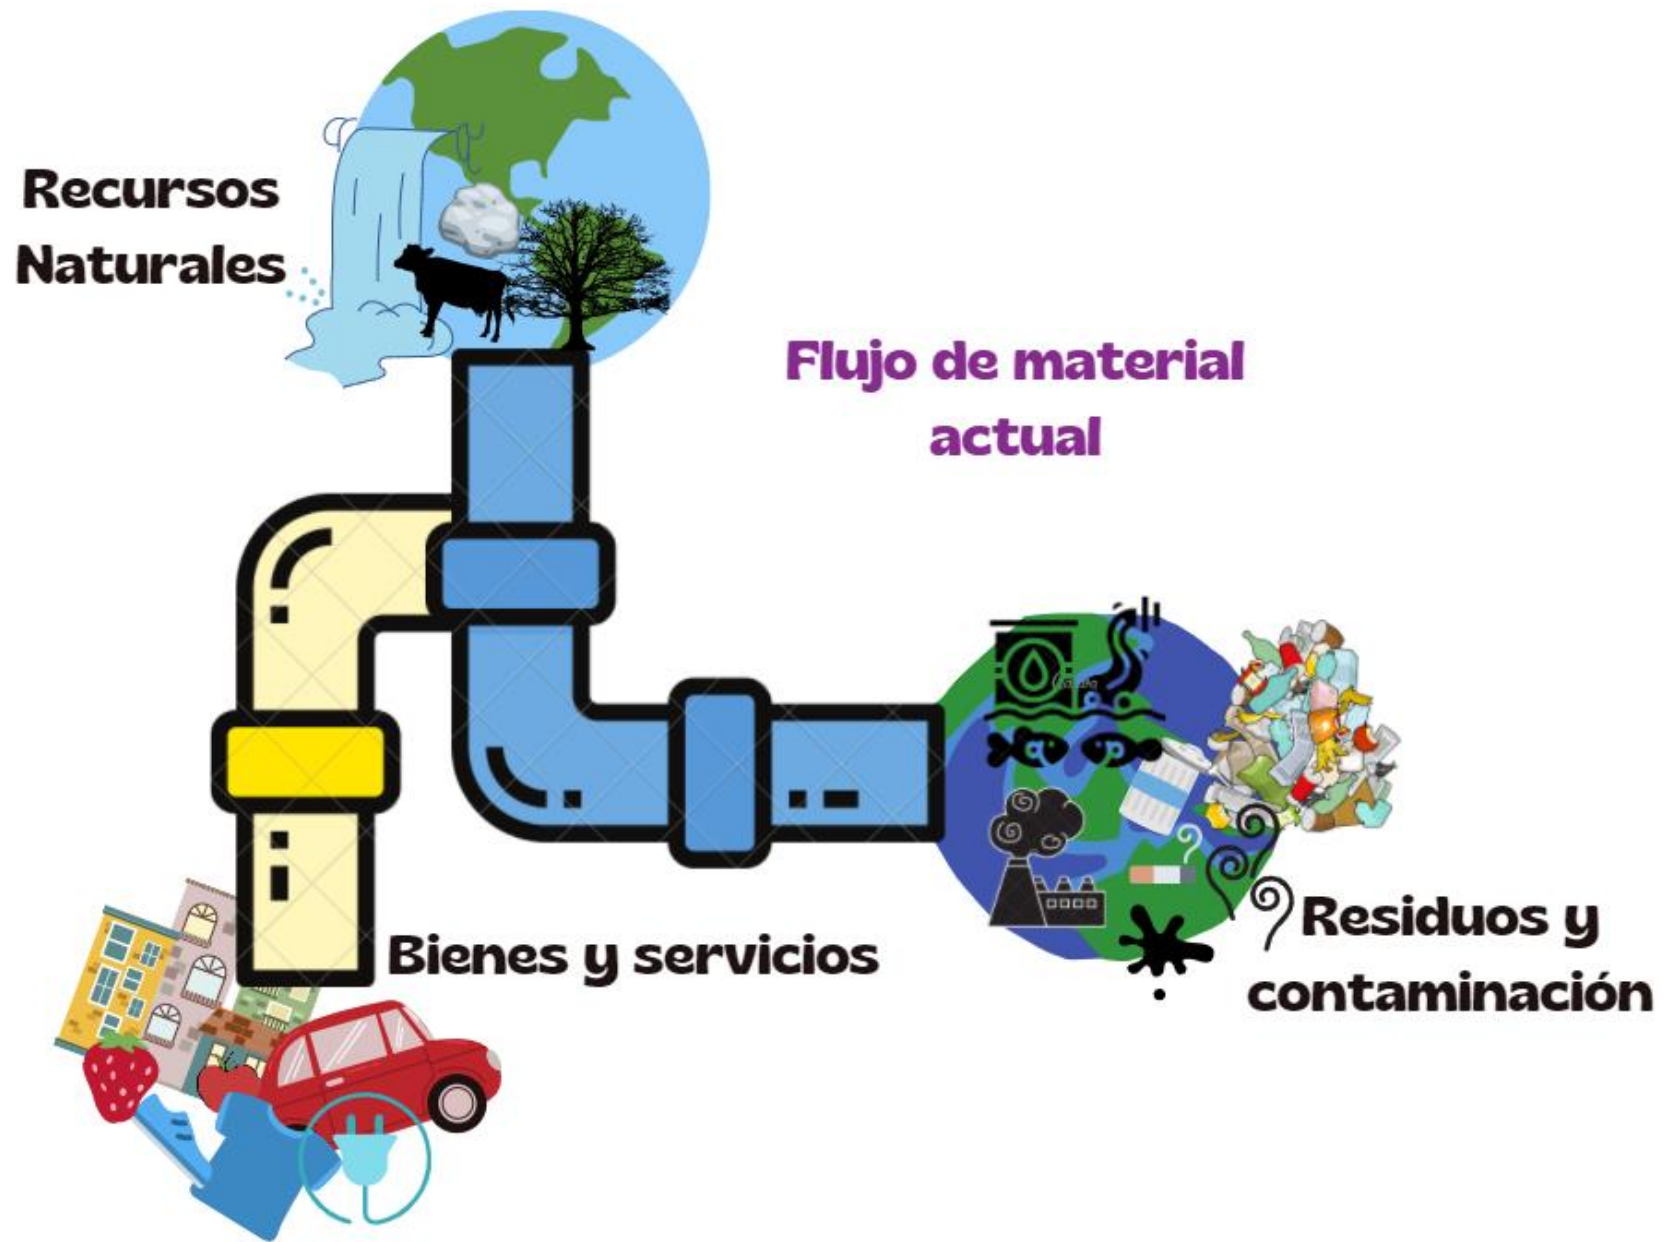 Recursos
Naturales
Flujo de material
actual
Bienes y servicios
Residuos y
contaminación